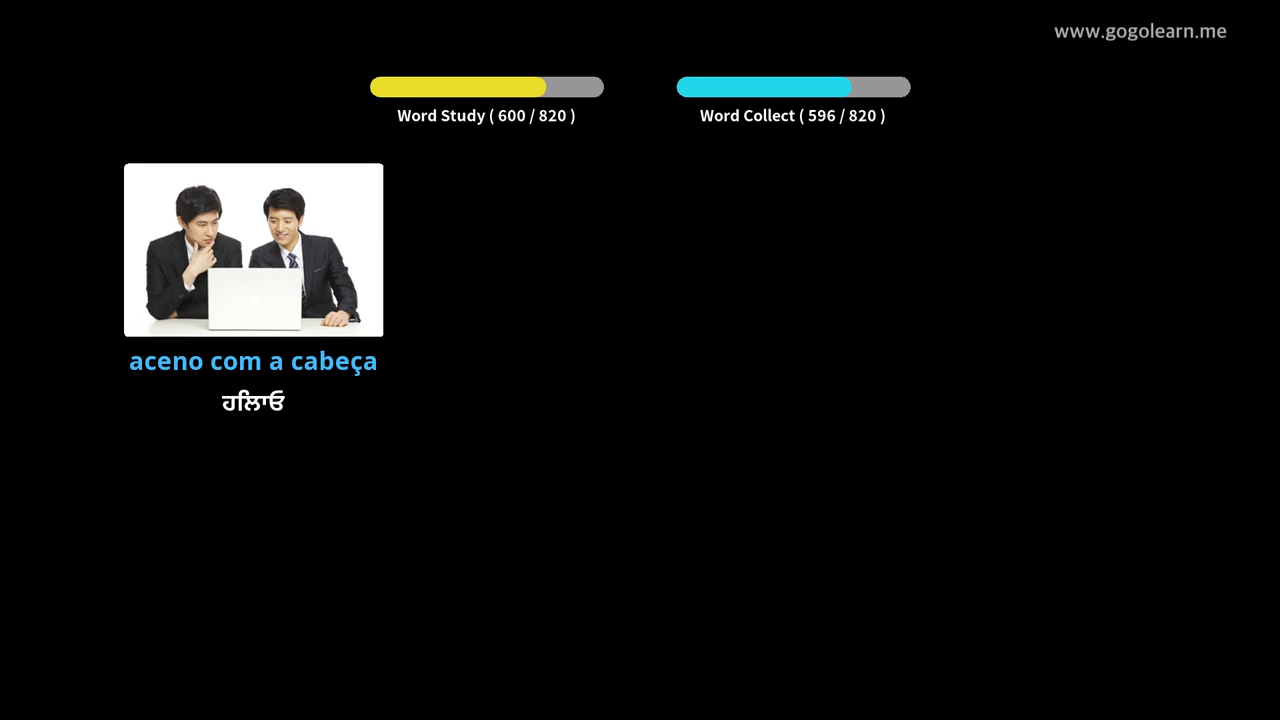 www.gogolearn.me
Word Study ( 600 / 820 )
Word Collect ( 596 / 820 )
aceno com a cabeça
ਹਲਿਾਓ